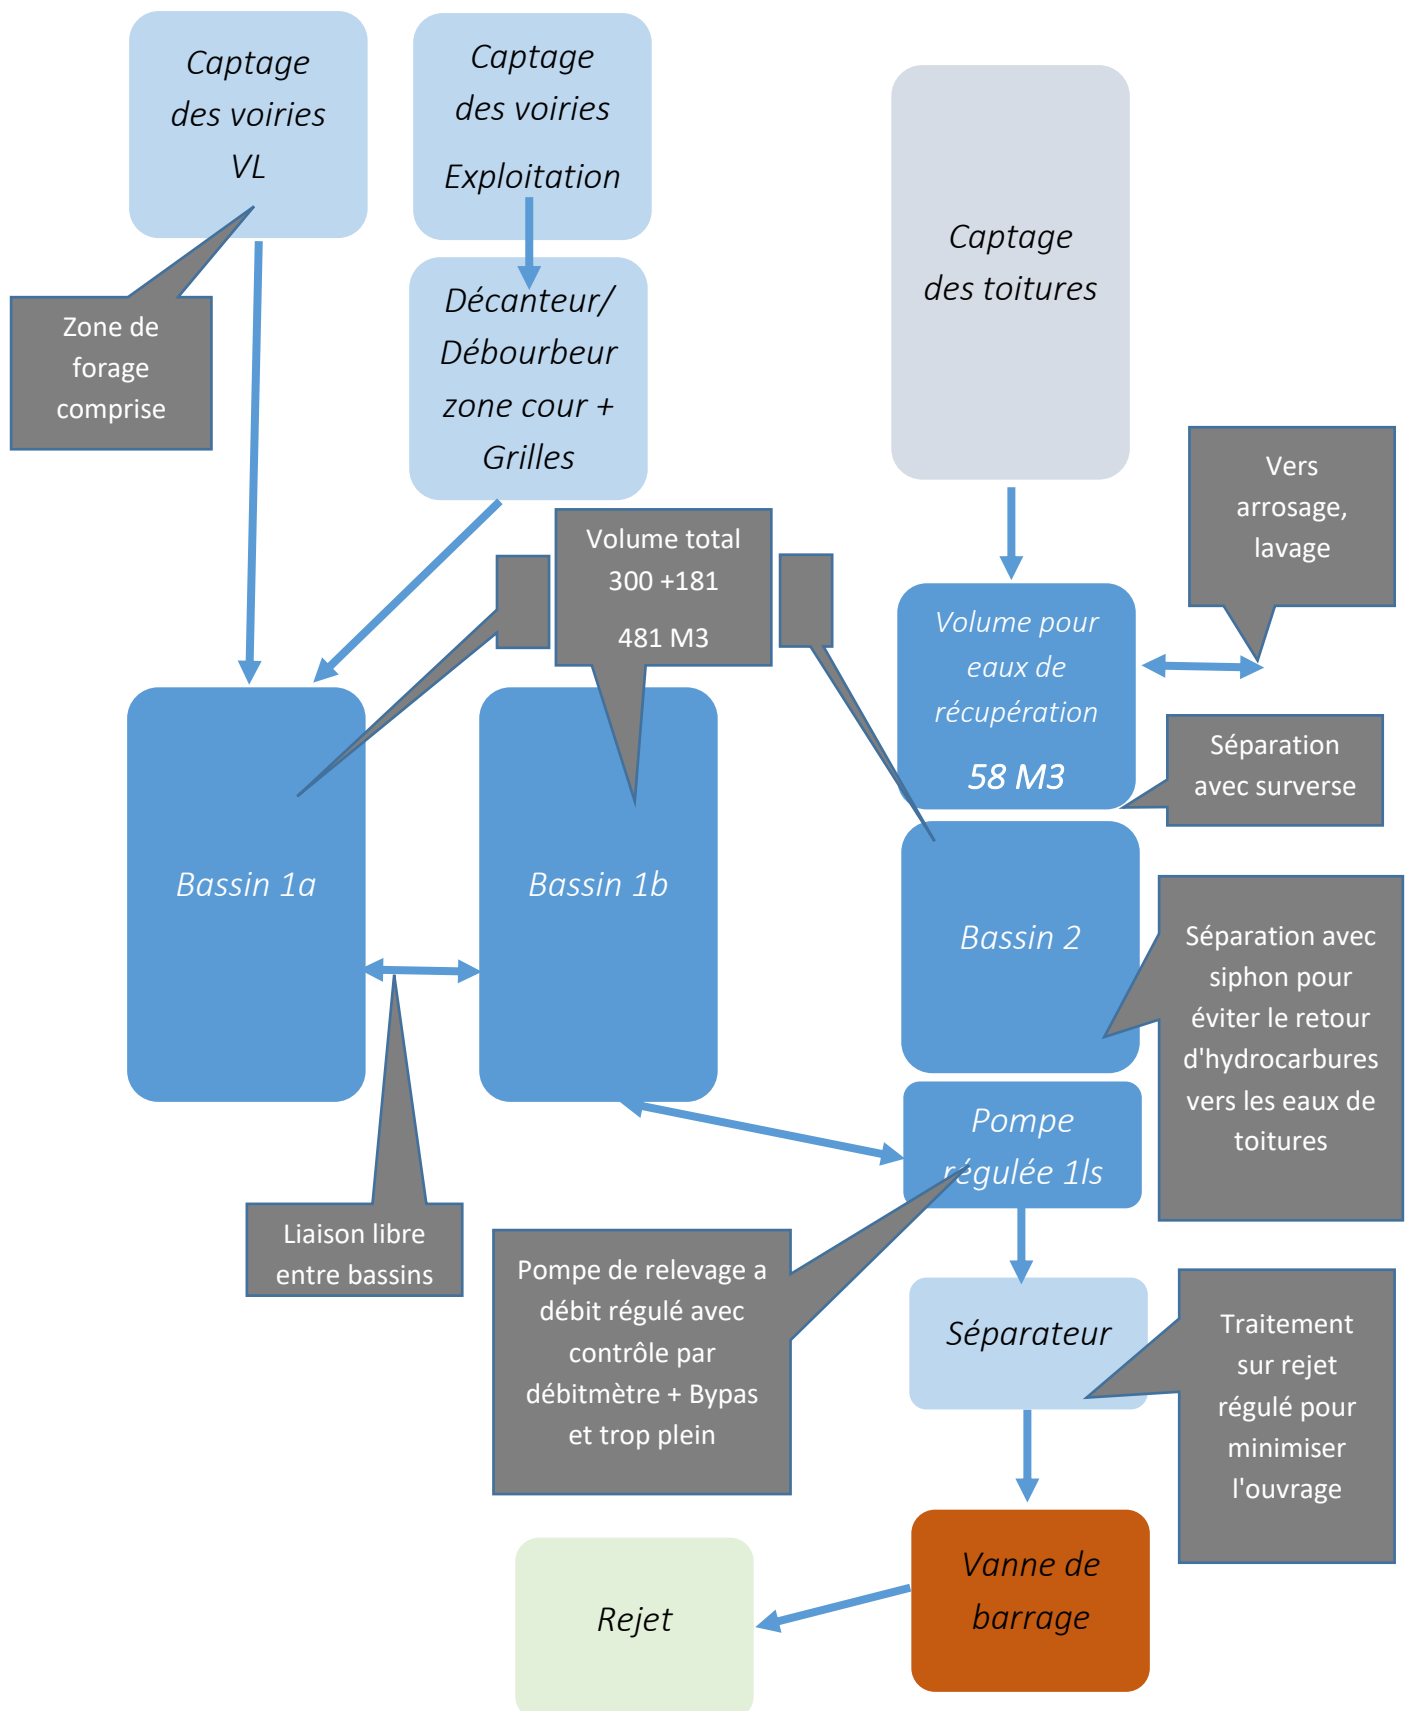 Captage
des voiries
VL
Captage
des voiries
Exploitation
Captage
des toitures
Zone de
forage
comprise
Décanteur/
Débourbeur
zone cour +
Grilles
Vers
arrosage,
lavage
Volume total
300 +181
481 M3
Volume pour
eaux de
récupération
58 M3
Séparation
avec surverse
Bassin 1a
Bassin 1b
Bassin 2
Séparation avec
siphon pour
éviter le retour
d'hydrocarbures
vers les eaux de
toitures
Pompe
régulée 1ls
Liaison libre
entre bassins
Pompe de relevage a
débit régulé avec
contrôle par
débitmètre + Bypas
et trop plein
Séparateur
Traitement
sur rejet
régulé pour
minimiser
l'ouvrage
Vanne de
barrage
Rejet